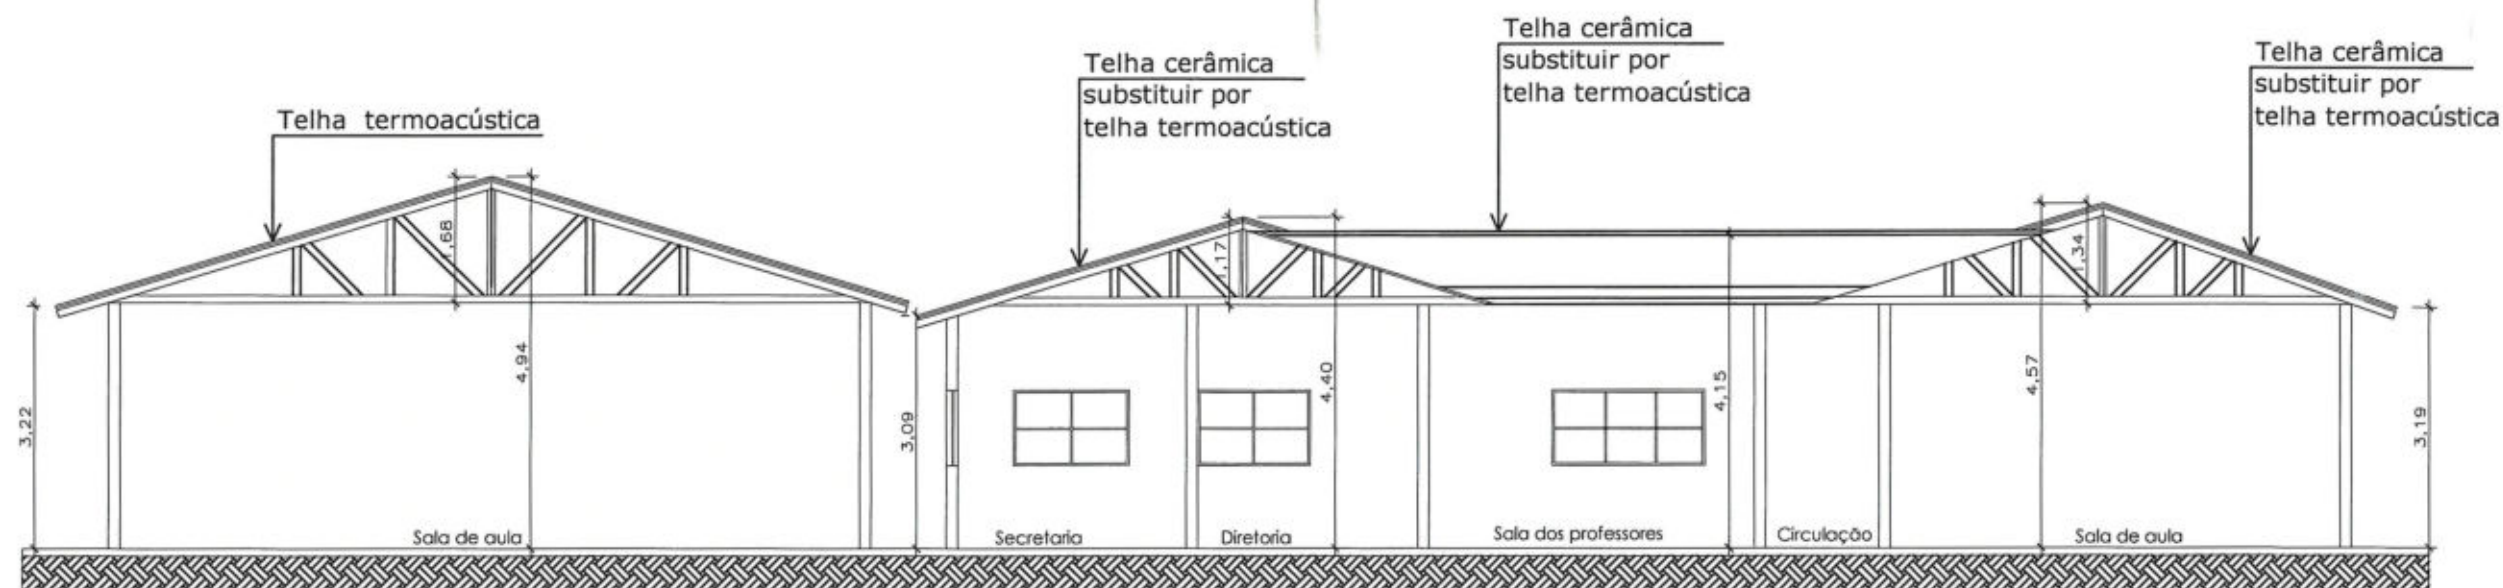 Telha cerâmica
substituir por
telha termoacústica
Telha cerâmica
substituir por
telha termoacústica
Telha cerâmica
substituir por
telha termoacústica
Telha termoacústica
1,68
4,94
3,22
3,09
1,17
4,40
4,15
4,57
1,34
3,19
Sala de aula
Secretaria
Diretoria
Sala dos professores
Circulação
Sala de aula